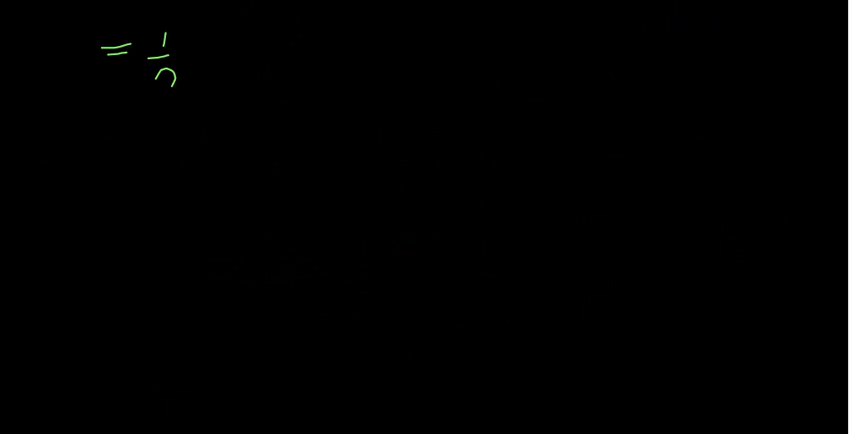 = 1/n